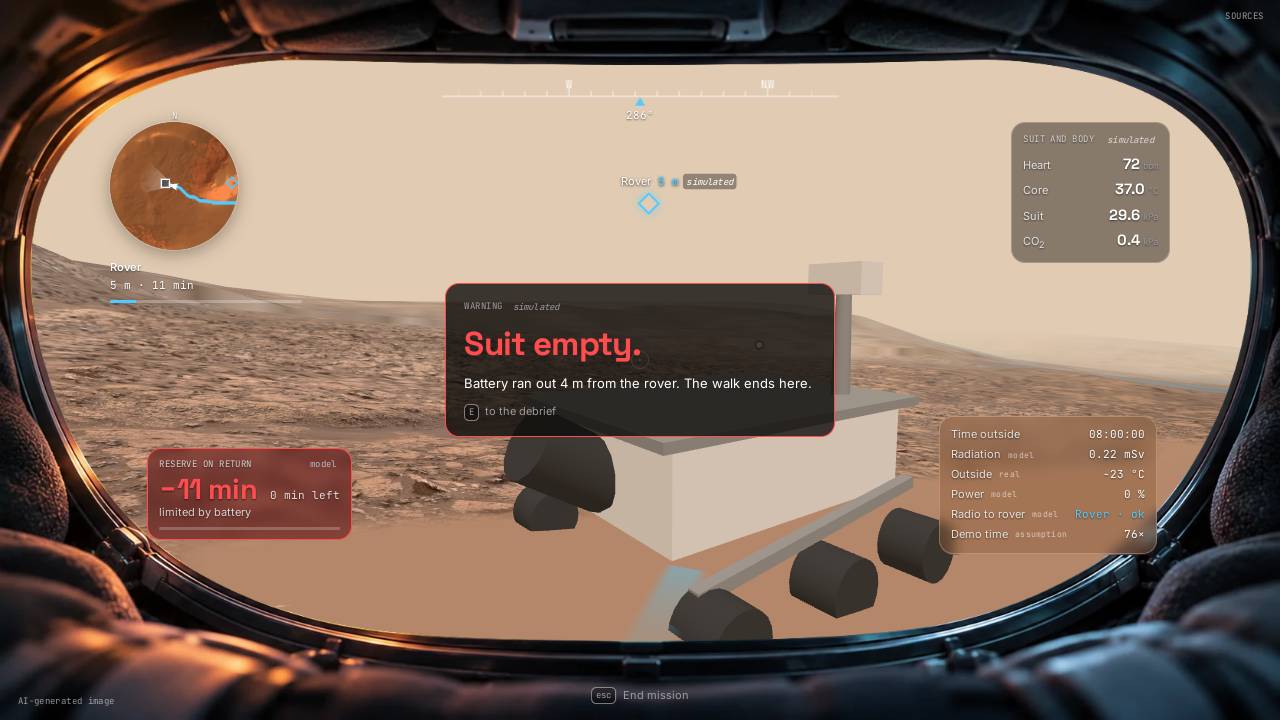 SOURCES
W NW
286°
N
Rover
5 m · 11 min
Rover 5 m simulated
SUIT AND BODY simulated
Heart 72 bpm
Core 37.0 °C
Suit 29.6 kPa
CO2 0.4 kPa
WARNING simulated
Suit empty.
Battery ran out 4 m from the rover. The walk ends here.
E to the debrief
RESERVE ON RETURN model
−11 min 0 min left
limited by battery
Time outside 08:00:00
Radiation model 0.22 mSv
Outside real −23 °C
Power model 0 %
Radio to rover model Rover · ok
Demo time assumption 76×
esc End mission
AI-generated image